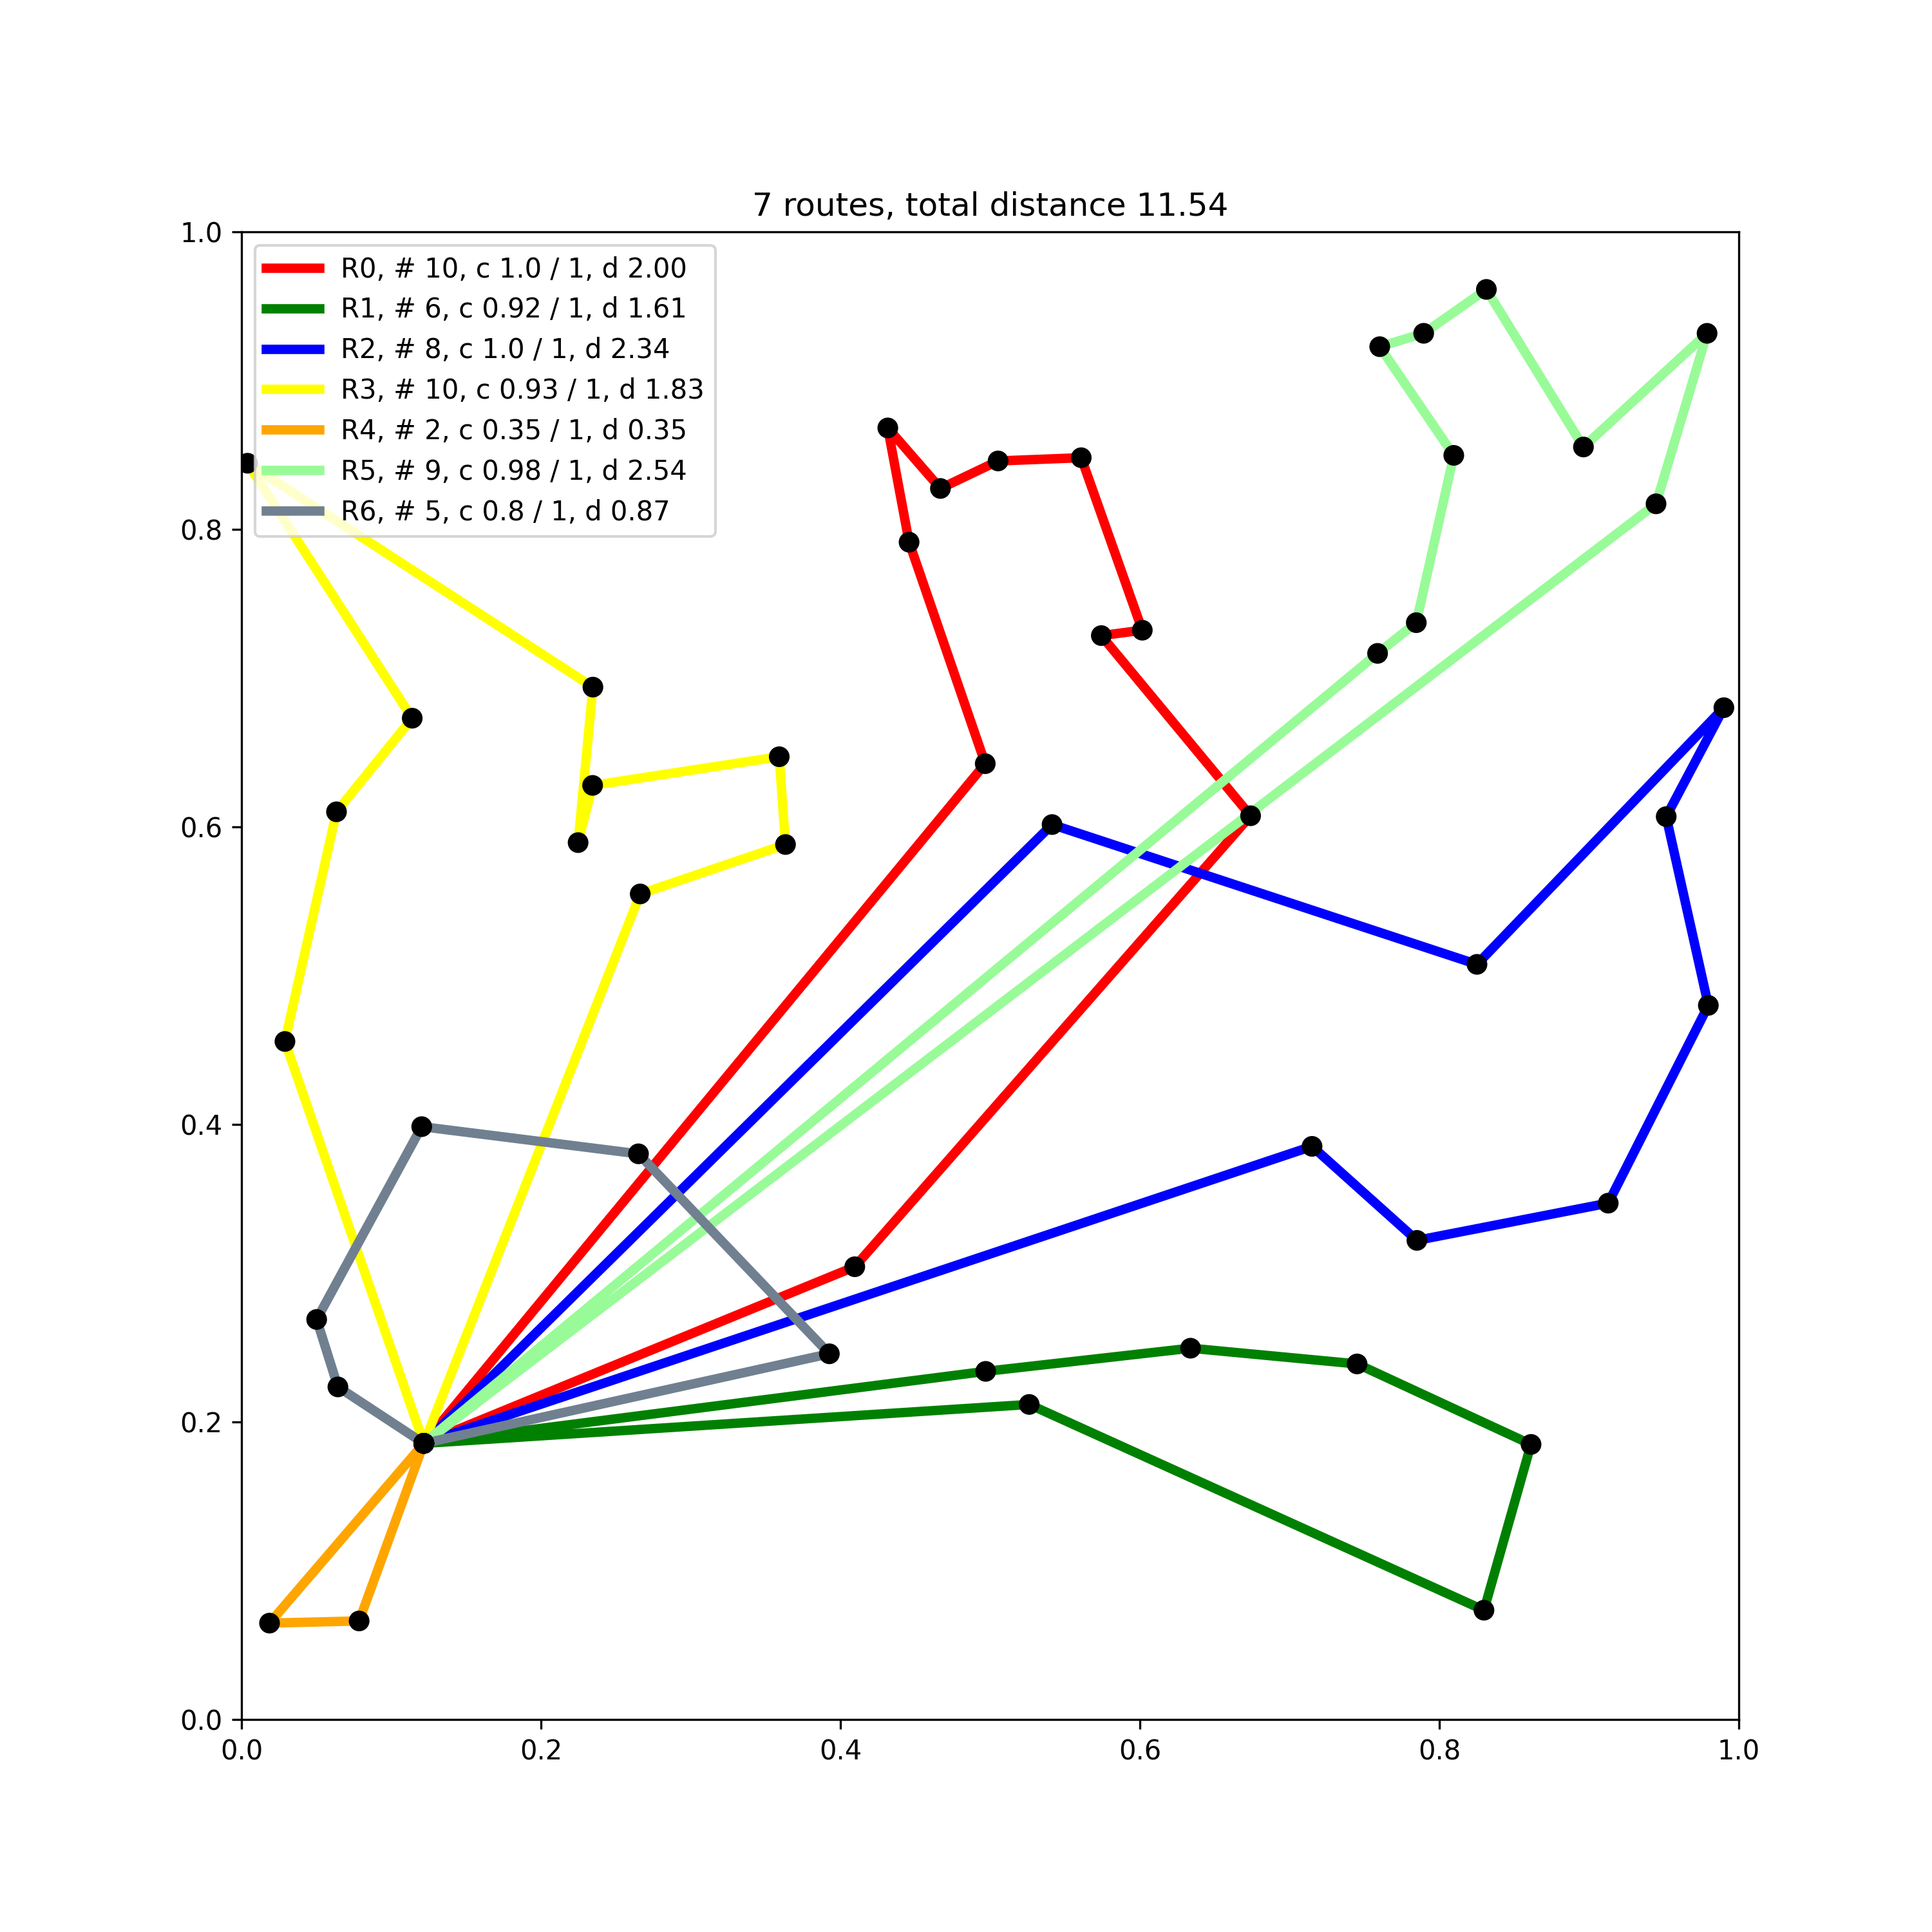 7 routes, total distance 11.54
1.0
R0, # 10, c 1.0 / 1, d 2.00
R1, # 6, c 0.92 / 1, d 1.61
R2, # 8, c 1.0 / 1, d 2.34
R3, # 10, c 0.93 / 1, d 1.83
R4, # 2, c 0.35 / 1, d 0.35
R5, # 9, c 0.98 / 1, d 2.54
R6, # 5, c 0.8 / 1, d 0.87
0.8
0.6
0.4
0.2
0.0
0.0 0.2 0.4 0.6 0.8 1.0